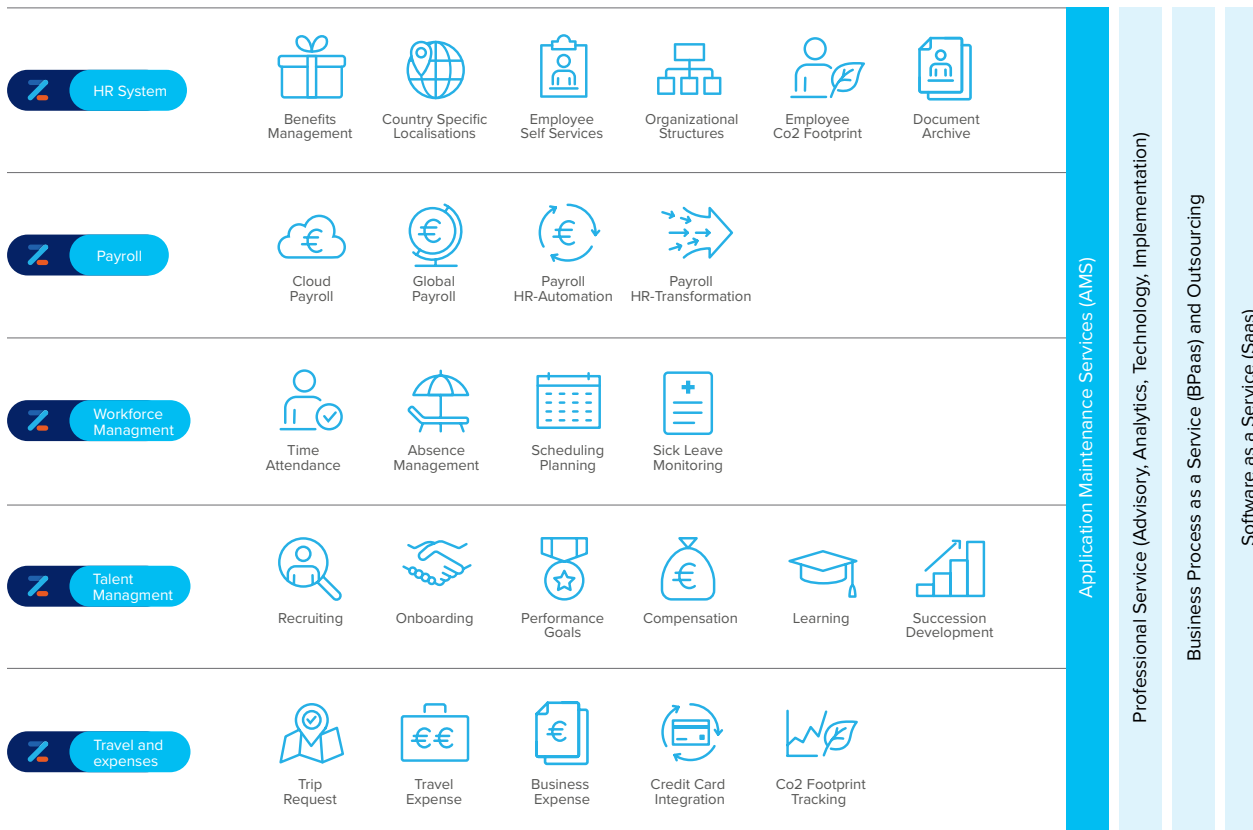 HR System
Benefits
Management
Country Specific
Localisations
Employee
Self Services
Organizational
Structures
Employee
Co2 Footprint
Document
Archive
Payroll
Cloud
Payroll
Global
Payroll
Payroll
HR-Automation
Payroll
HR-Transformation
Workforce
Managment
Time
Attendance
Absence
Management
Scheduling
Planning
Sick Leave
Monitoring
Talent
Managment
Recruiting
Onboarding
Performance
Goals
Compensation
Learning
Succession
Development
Travel and
expenses
Trip
Request
Travel
Expense
Business
Expense
Credit Card
Integration
Co2 Footprint
Tracking
Application Maintenance Services (AMS)
Professional Service (Advisory, Analytics, Technology, Implementation)
Business Process as a Service (BPaas) and Outsourcing
Software as a Service (Saas)